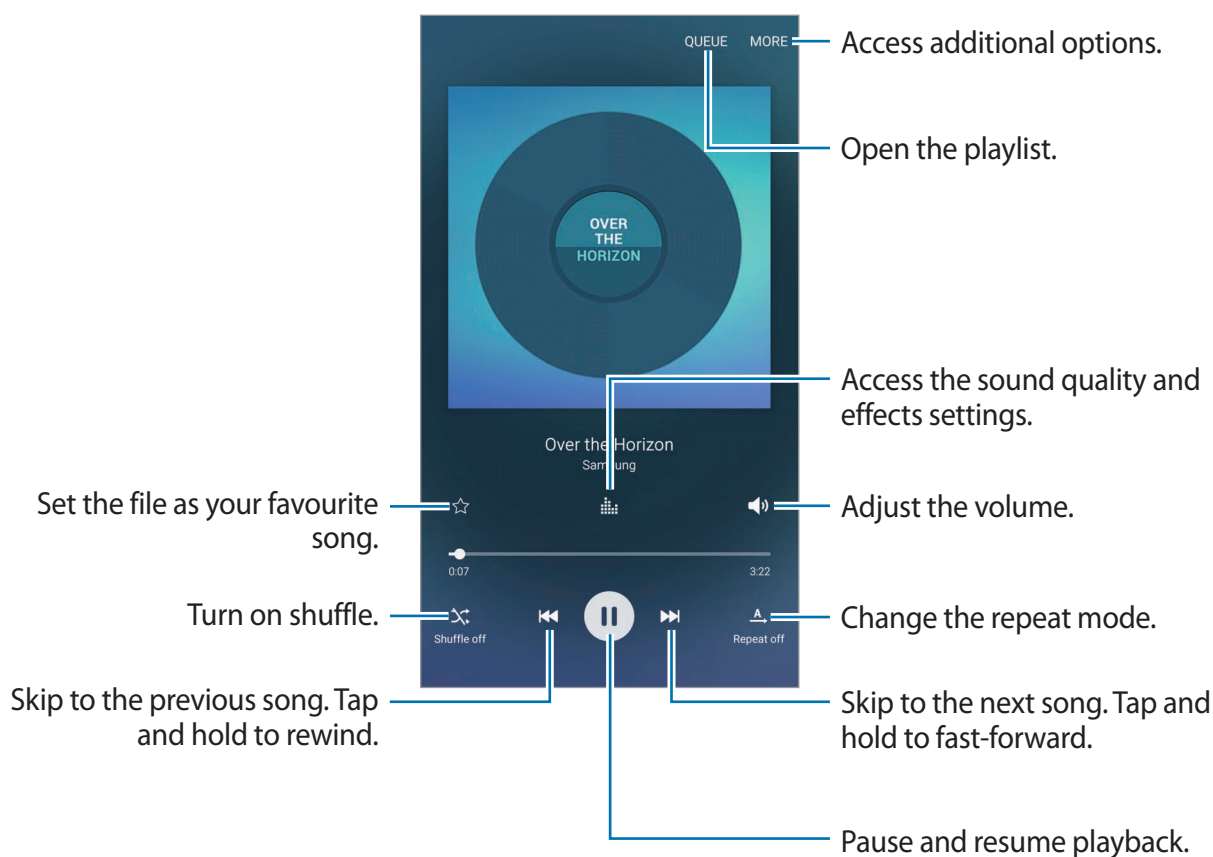 QUEUE MORE
Access additional options.
Open the playlist.
OVER
THE
HORIZON
Access the sound quality and
effects settings.
Over the Horizon
Samsung
Set the file as your favourite
song.
Adjust the volume.
0:07
3:22
Turn on shuffle.
A
Change the repeat mode.
Shuffle off
Repeat off
Skip to the previous song. Tap
and hold to rewind.
Skip to the next song. Tap and
hold to fast-forward.
Pause and resume playback.